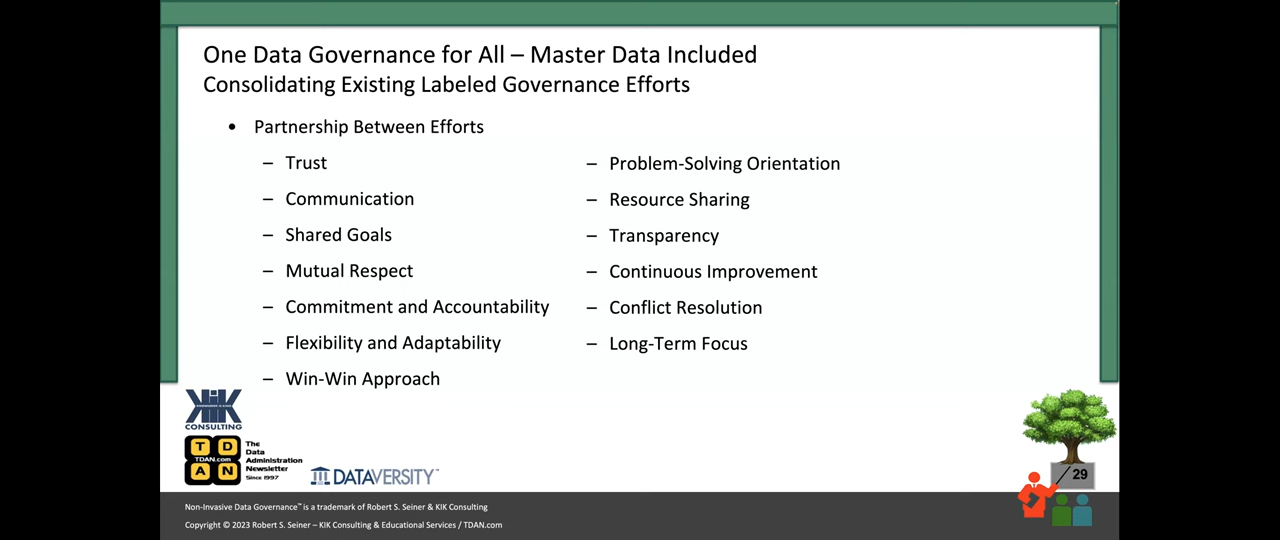 One Data Governance for All – Master Data Included
Consolidating Existing Labeled Governance Efforts
• Partnership Between Efforts
– Trust
– Communication
– Shared Goals
– Mutual Respect
– Commitment and Accountability
– Flexibility and Adaptability
– Win-Win Approach
– Problem-Solving Orientation
– Resource Sharing
– Transparency
– Continuous Improvement
– Conflict Resolution
– Long-Term Focus
KIK
CONSULTING
T D
TDAN.com
A N
The
Data
Administration
Newsletter
Since 1997
DATAVERSITY™
29
Non-Invasive Data Governance™ is a trademark of Robert S. Seiner & KIK Consulting
Copyright © 2023 Robert S. Seiner – KIK Consulting & Educational Services / TDAN.com